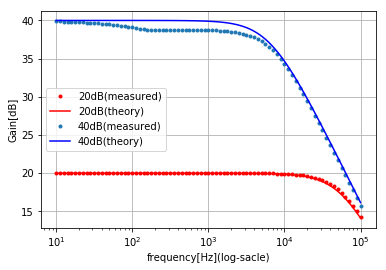 40
35
30
25
20
15
Gain[dB]
20dB(measured)
20dB(theory)
40dB(measured)
40dB(theory)
10¹ 10² 10³ 10⁴ 10⁵
frequency[Hz](log-sacle)